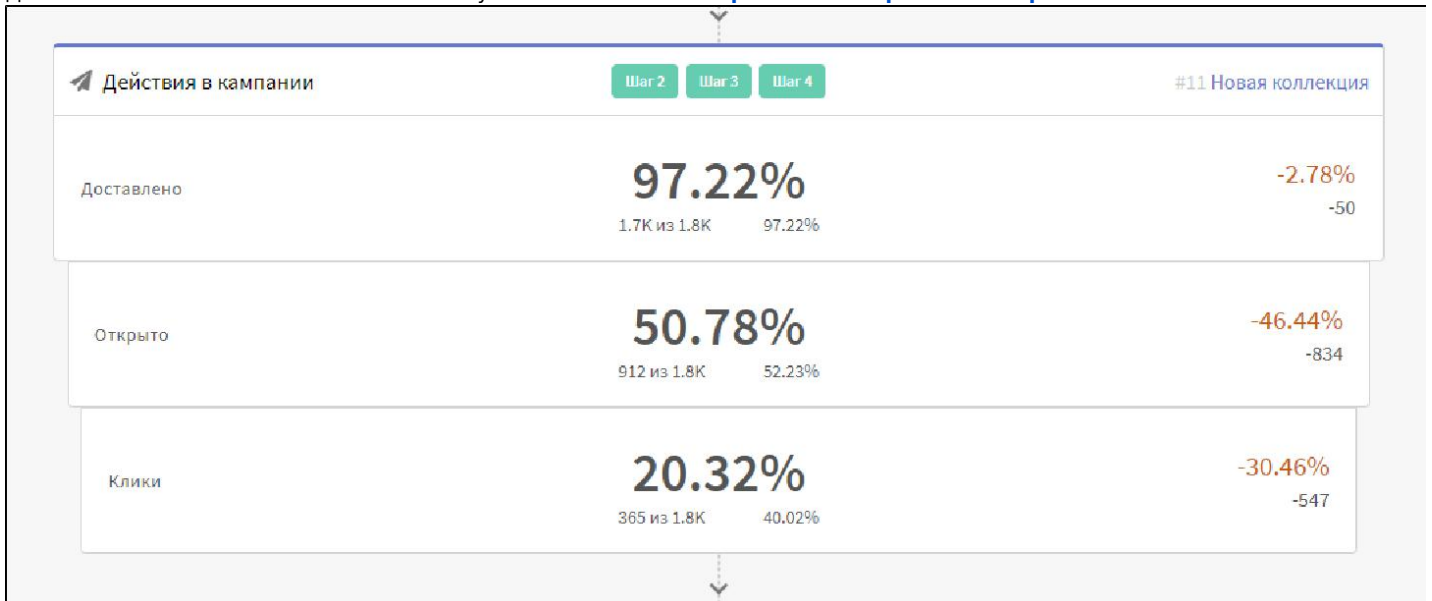 Действия в кампании Шаг 2 Шаг 3 Шаг 4 #11 Новая коллекция
Доставлено 97.22% -2.78%
1.7K из 1.8K 97.22% -50
Открыто 50.78% -46.44%
912 из 1.8K 52.23% -834
Клики 20.32% -30.46%
365 из 1.8K 40.02% -547